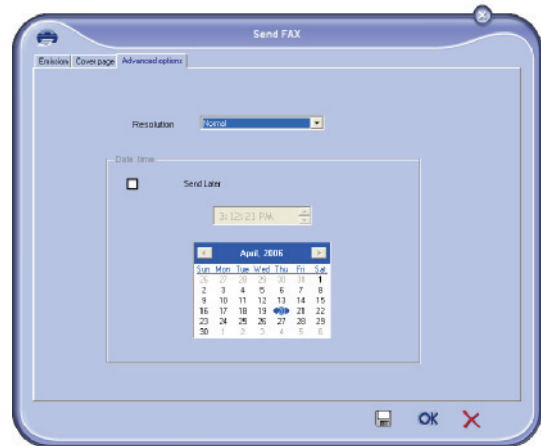 Send FAX
Emission Cover page Advanced options
Resolution Normal
Date time
Send Later
3:12:21 PM
April, 2006
Sun Mon Tue Wed Thu Fri Sat
26 27 28 29 30 31 1
2 3 4 5 6 7 8
9 10 11 12 13 14 15
16 17 18 19 20 21 22
23 24 25 26 27 28 29
30 1 2 3 4 5 6
OK